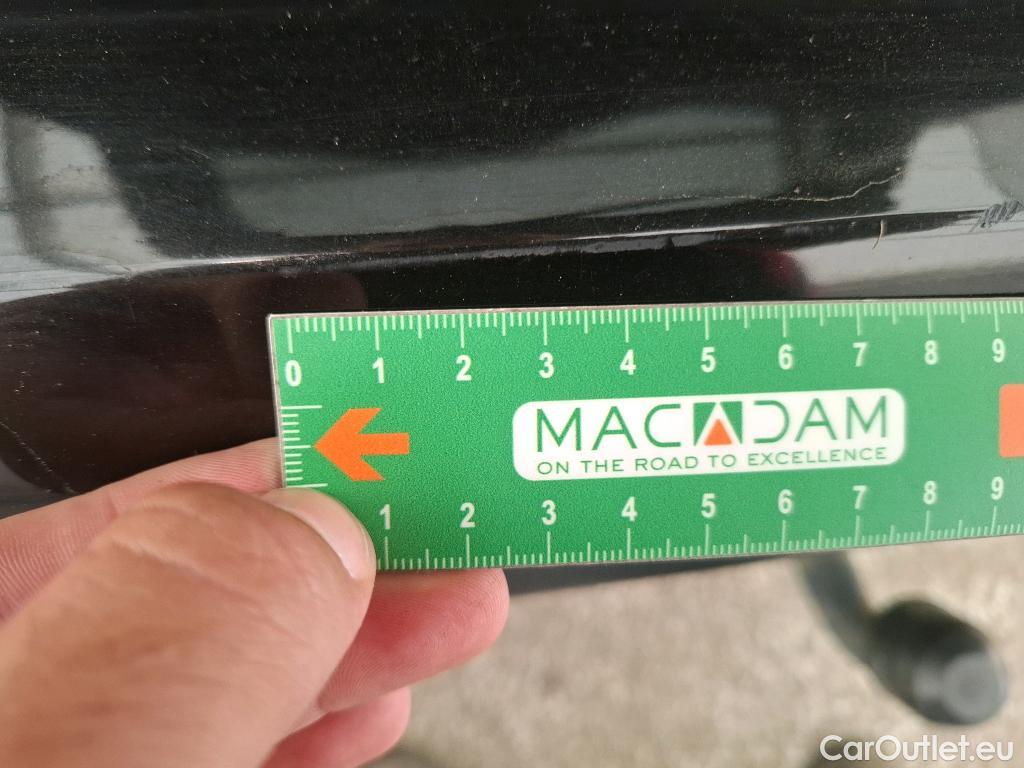 0 1 2 3 4 5 6 7 8 9
MACADAM
ON THE ROAD TO EXCELLENCE
1 2 3 4 5 6 7 8 9
CarOutlet.eu